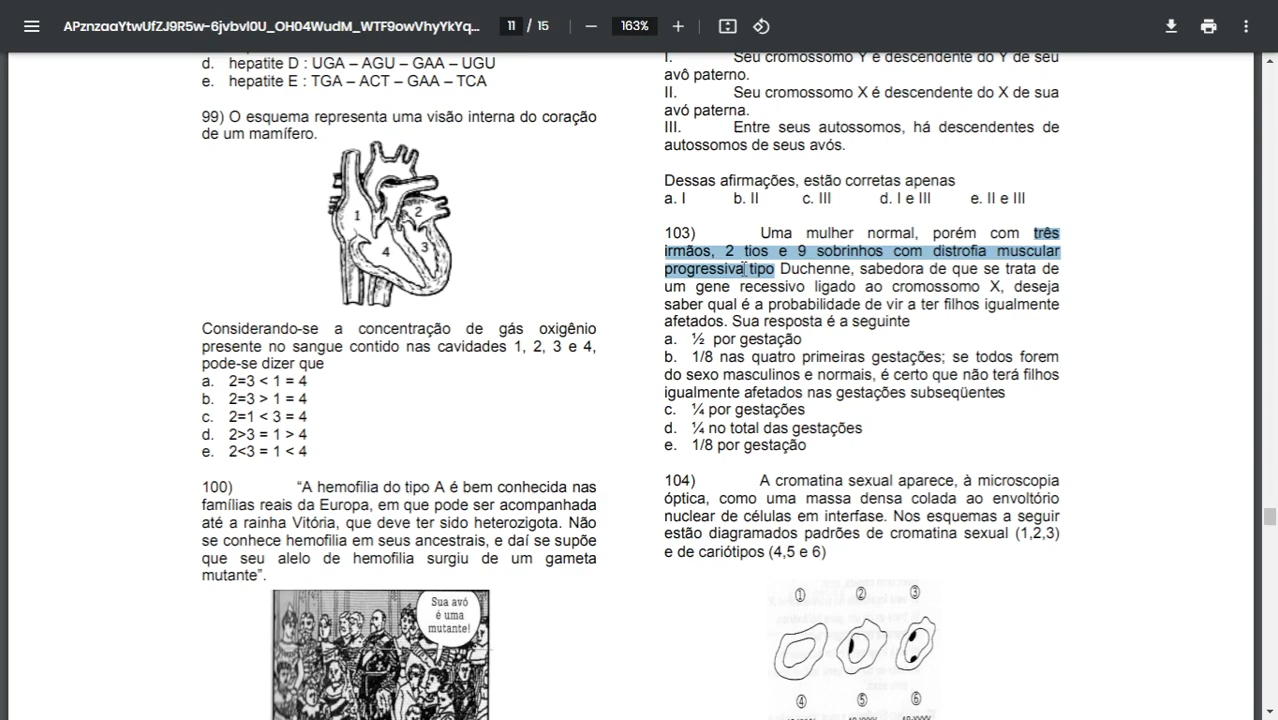 APznzaaYtwUfZJ9R5w-6jvbvl0U_OH04WudM_WTF9owVhyYkYq...
11 / 15
163%
d. hepatite D : UGA – AGU – GAA – UGU
e. hepatite E : TGA – ACT – GAA – TCA
99) O esquema representa uma visão interna do coração
de um mamífero.
1
2
3
4
Considerando-se a concentração de gás oxigênio
presente no sangue contido nas cavidades 1, 2, 3 e 4,
pode-se dizer que
a. 2=3 < 1 = 4
b. 2=3 > 1 = 4
c. 2=1 < 3 = 4
d. 2>3 = 1 > 4
e. 2<3 = 1 < 4
100) “A hemofilia do tipo A é bem conhecida nas
famílias reais da Europa, em que pode ser acompanhada
até a rainha Vitória, que deve ter sido heterozigota. Não
se conhece hemofilia em seus ancestrais, e daí se supõe
que seu alelo de hemofilia surgiu de um gameta
mutante”.
Sua avó
é uma
mutante!
I. Seu cromossomo Y é descendente do Y de seu
avô paterno.
II. Seu cromossomo X é descendente do X de sua
avó paterna.
III. Entre seus autossomos, há descendentes de
autossomos de seus avós.
Dessas afirmações, estão corretas apenas
a. I b. II c. III d. I e III e. II e III
103) Uma mulher normal, porém com três
irmãos, 2 tios e 9 sobrinhos com distrofia muscular
progressiva tipo Duchenne, sabedora de que se trata de
um gene recessivo ligado ao cromossomo X, deseja
saber qual é a probabilidade de vir a ter filhos igualmente
afetados. Sua resposta é a seguinte
a. ½ por gestação
b. 1/8 nas quatro primeiras gestações; se todos forem
do sexo masculinos e normais, é certo que não terá filhos
igualmente afetados nas gestações subseqüentes
c. ¼ por gestações
d. ¼ no total das gestações
e. 1/8 por gestação
104) A cromatina sexual aparece, à microscopia
óptica, como uma massa densa colada ao envoltório
nuclear de células em interfase. Nos esquemas a seguir
estão diagramados padrões de cromatina sexual (1,2,3)
e de cariótipos (4,5 e 6)
① ② ③
④ ⑤ ⑥